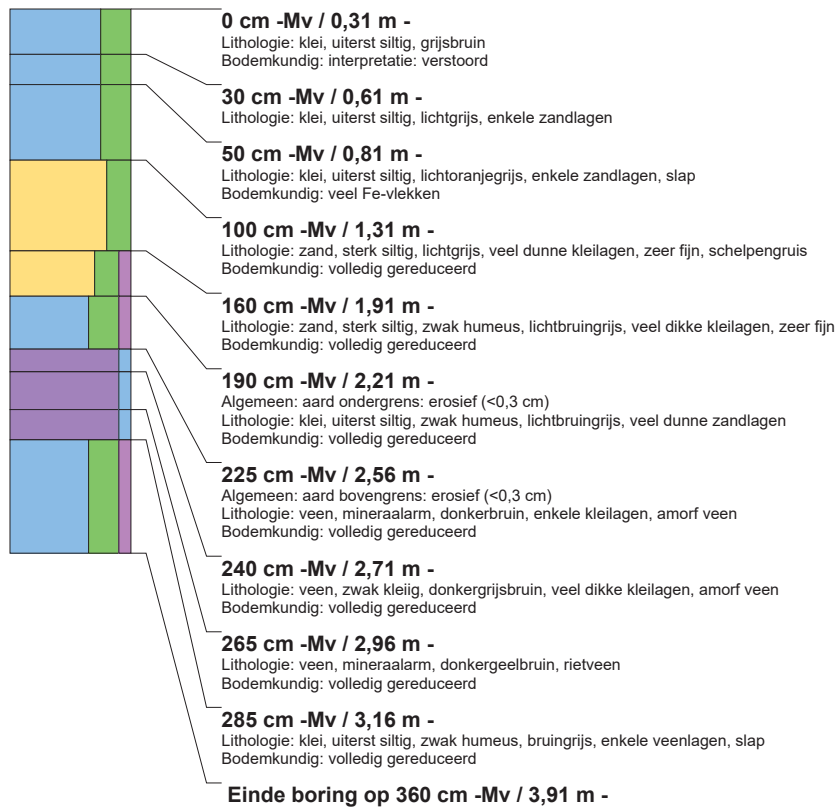 0 cm -Mv / 0,31 m -
Lithologie: klei, uiterst siltig, grijsbruin
Bodemkundig: interpretatie: verstoord
30 cm -Mv / 0,61 m -
Lithologie: klei, uiterst siltig, lichtgrijs, enkele zandlagen
50 cm -Mv / 0,81 m -
Lithologie: klei, uiterst siltig, lichtoranjegrijs, enkele zandlagen, slap
Bodemkundig: veel Fe-vlekken
100 cm -Mv / 1,31 m -
Lithologie: zand, sterk siltig, lichtgrijs, veel dunne kleilagen, zeer fijn, schelpengruis
Bodemkundig: volledig gereduceerd
160 cm -Mv / 1,91 m -
Lithologie: zand, sterk siltig, zwak humeus, lichtbruingrijs, veel dikke kleilagen, zeer fijn
Bodemkundig: volledig gereduceerd
190 cm -Mv / 2,21 m -
Algemeen: aard ondergrens: erosief (<0,3 cm)
Lithologie: klei, uiterst siltig, zwak humeus, lichtbruingrijs, veel dunne zandlagen
Bodemkundig: volledig gereduceerd
225 cm -Mv / 2,56 m -
Algemeen: aard bovengrens: erosief (<0,3 cm)
Lithologie: veen, mineraalarm, donkerbruin, enkele kleilagen, amorf veen
Bodemkundig: volledig gereduceerd
240 cm -Mv / 2,71 m -
Lithologie: veen, zwak kleiig, donkergrijsbruin, veel dikke kleilagen, amorf veen
Bodemkundig: volledig gereduceerd
265 cm -Mv / 2,96 m -
Lithologie: veen, mineraalarm, donkergeelbruin, rietveen
Bodemkundig: volledig gereduceerd
285 cm -Mv / 3,16 m -
Lithologie: klei, uiterst siltig, zwak humeus, bruingrijs, enkele veenlagen, slap
Bodemkundig: volledig gereduceerd
Einde boring op 360 cm -Mv / 3,91 m -